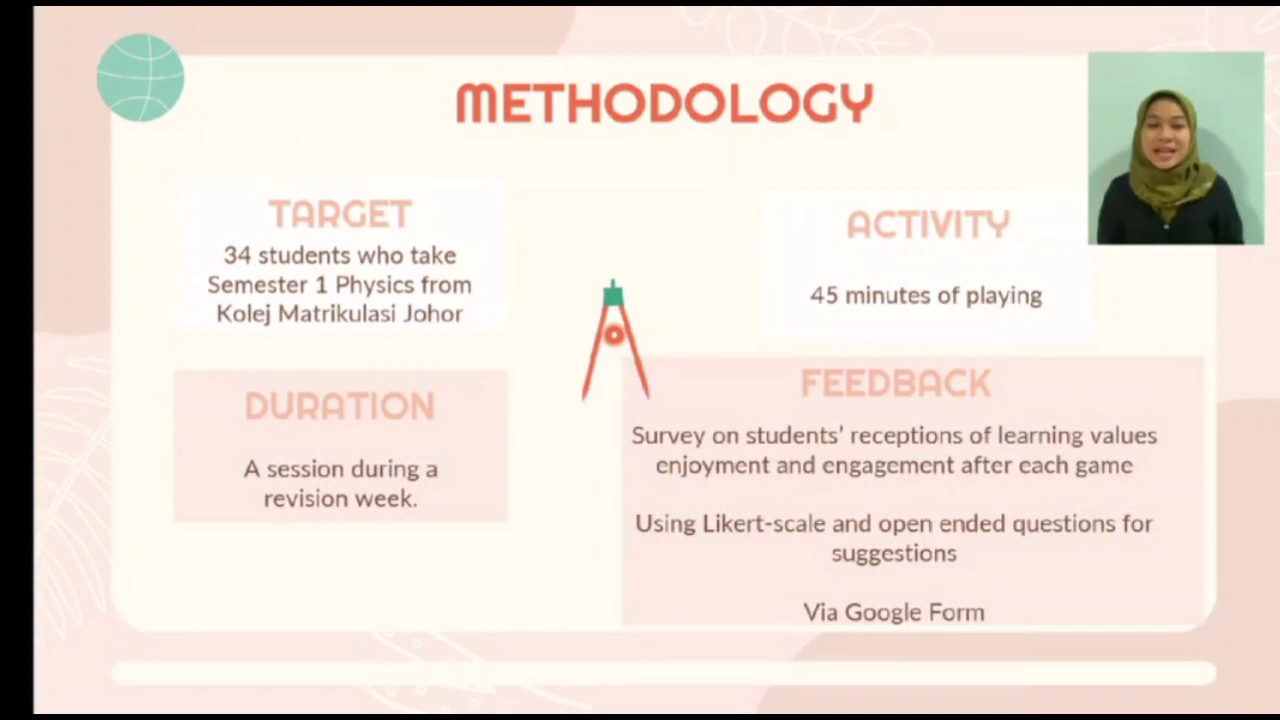 METHODOLOGY
TARGET
34 students who take
Semester 1 Physics from
Kolej Matrikulasi Johor
ACTIVITY
45 minutes of playing
DURATION
A session during a
revision week.
FEEDBACK
Survey on students’ receptions of learning values
enjoyment and engagement after each game
Using Likert-scale and open ended questions for
suggestions
Via Google Form